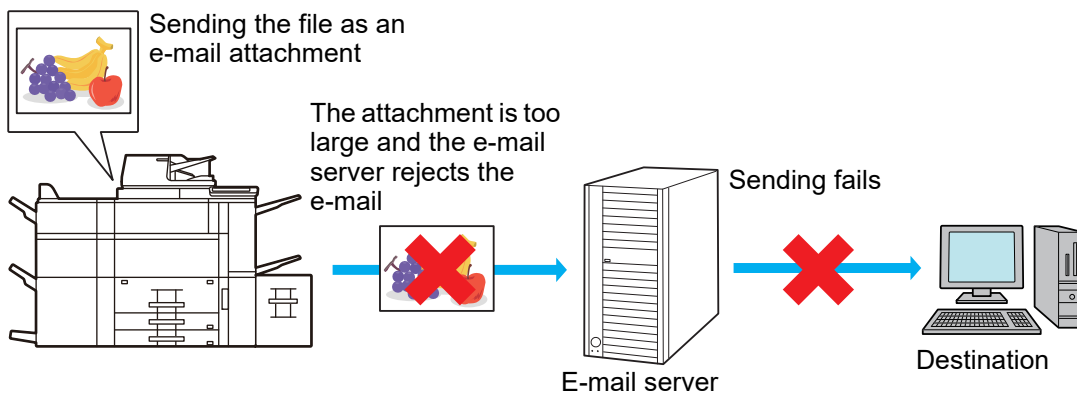 Sending the file as an
e-mail attachment
The attachment is too
large and the e-mail
server rejects the
e-mail
Sending fails
E-mail server
Destination